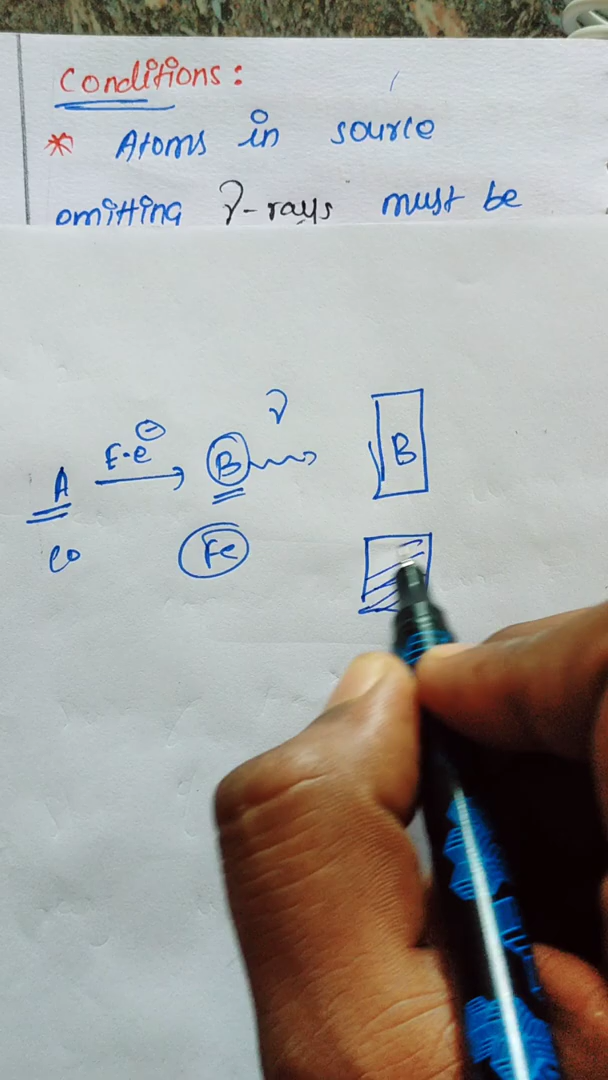 Conditions:
* Atoms in source
emitting γ-rays must be
γ
A E.e⊖ B B
Co Fe